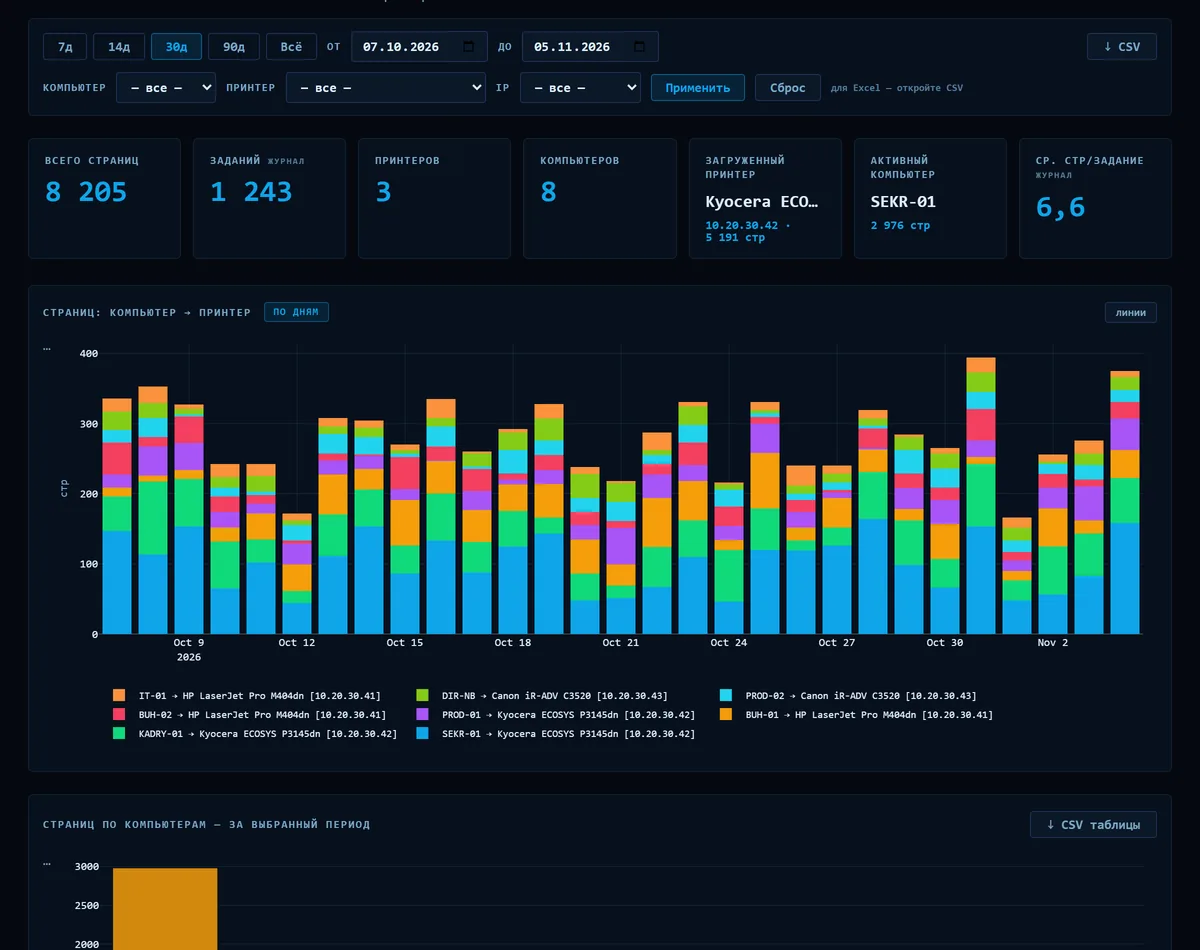 7д 14д 30д 90д Всё ОТ 07.10.2026 ДО 05.11.2026 ↓ CSV
КОМПЬЮТЕР — все — ПРИНТЕР — все — IP — все — Применить Сброс для Excel — откройте CSV
ВСЕГО СТРАНИЦ
8 205
ЗАДАНИЙ ЖУРНАЛ
1 243
ПРИНТЕРОВ
3
КОМПЬЮТЕРОВ
8
ЗАГРУЖЕННЫЙ
ПРИНТЕР
Kyocera ECO…
10.20.30.42 ·
5 191 стр
АКТИВНЫЙ
КОМПЬЮТЕР
SEKR-01
2 976 стр
СР. СТР/ЗАДАНИЕ
ЖУРНАЛ
6,6
СТРАНИЦ: КОМПЬЮТЕР → ПРИНТЕР ПО ДНЯМ линии
…
400
300
200
100
0
стр
Oct 9 Oct 12 Oct 15 Oct 18 Oct 21 Oct 24 Oct 27 Oct 30 Nov 2
2026
IT-01 → HP LaserJet Pro M404dn [10.20.30.41] DIR-NB → Canon iR-ADV C3520 [10.20.30.43] PROD-02 → Canon iR-ADV C3520 [10.20.30.43]
BUH-02 → HP LaserJet Pro M404dn [10.20.30.41] PROD-01 → Kyocera ECOSYS P3145dn [10.20.30.42] BUH-01 → HP LaserJet Pro M404dn [10.20.30.41]
KADRY-01 → Kyocera ECOSYS P3145dn [10.20.30.42] SEKR-01 → Kyocera ECOSYS P3145dn [10.20.30.42]
СТРАНИЦ ПО КОМПЬЮТЕРАМ — ЗА ВЫБРАННЫЙ ПЕРИОД ↓ CSV таблицы
…
3000
2500
2000